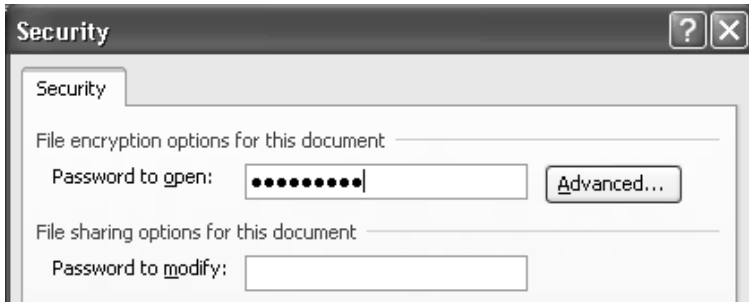 Security
Security
File encryption options for this document
Password to open: ●●●●●●●●● Advanced...
File sharing options for this document
Password to modify: